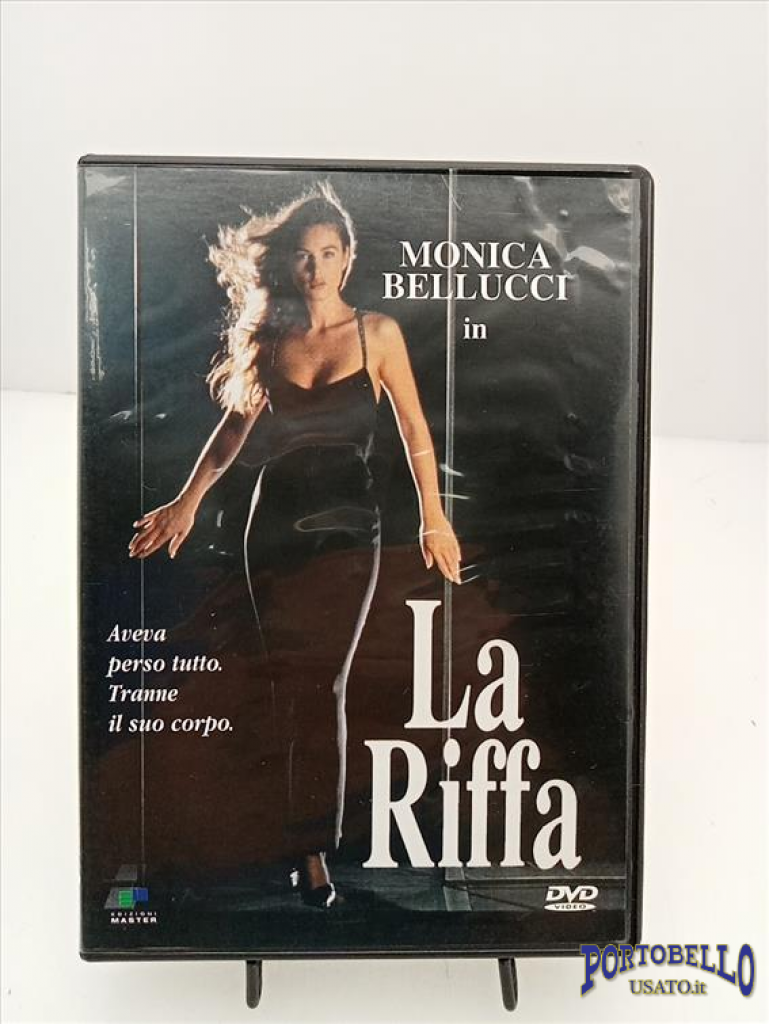 MONICA
BELLUCCI
in
Aveva
perso tutto.
Tranne
il suo corpo.
La
Riffa
EDIZIONI
MASTER
DVD
VIDEO
PORTOBELLO
USATO.it